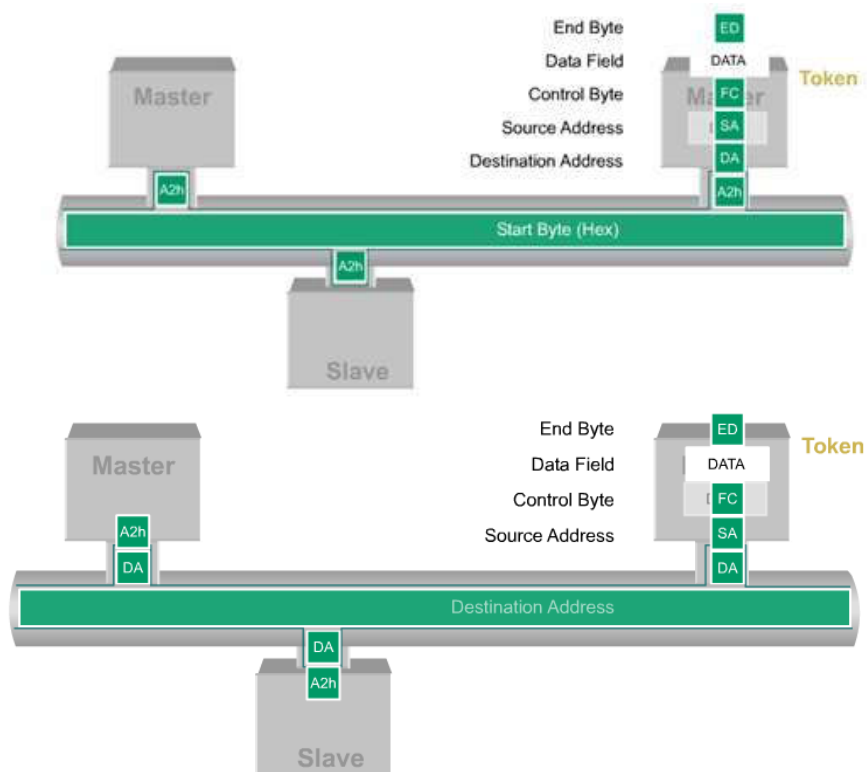 End Byte ED
Data Field DATA
Token
Master
Control Byte FC
Source Address SA
Destination Address DA
A2h
A2h
Start Byte (Hex)
A2h
Slave
End Byte ED
Token
Master
Data Field DATA
Control Byte FC
A2h
Source Address SA
DA
DA
Destination Address
DA
A2h
Slave